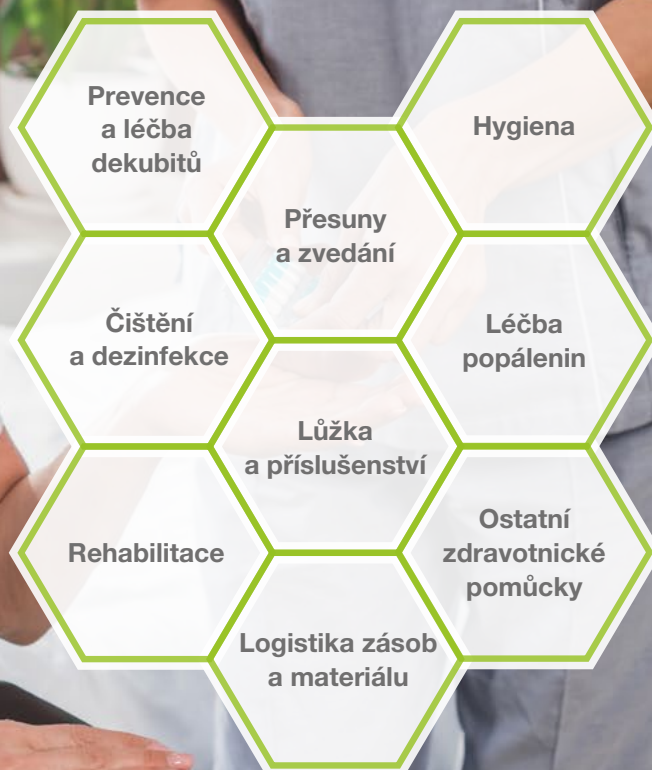 Prevence
a léčba
dekubitů
Hygiena
Přesuny
a zvedání
Čištění
a dezinfekce
Léčba
popálenin
Lůžka
a příslušenství
Rehabilitace
Ostatní
zdravotnické
pomůcky
Logistika zásob
a materiálu